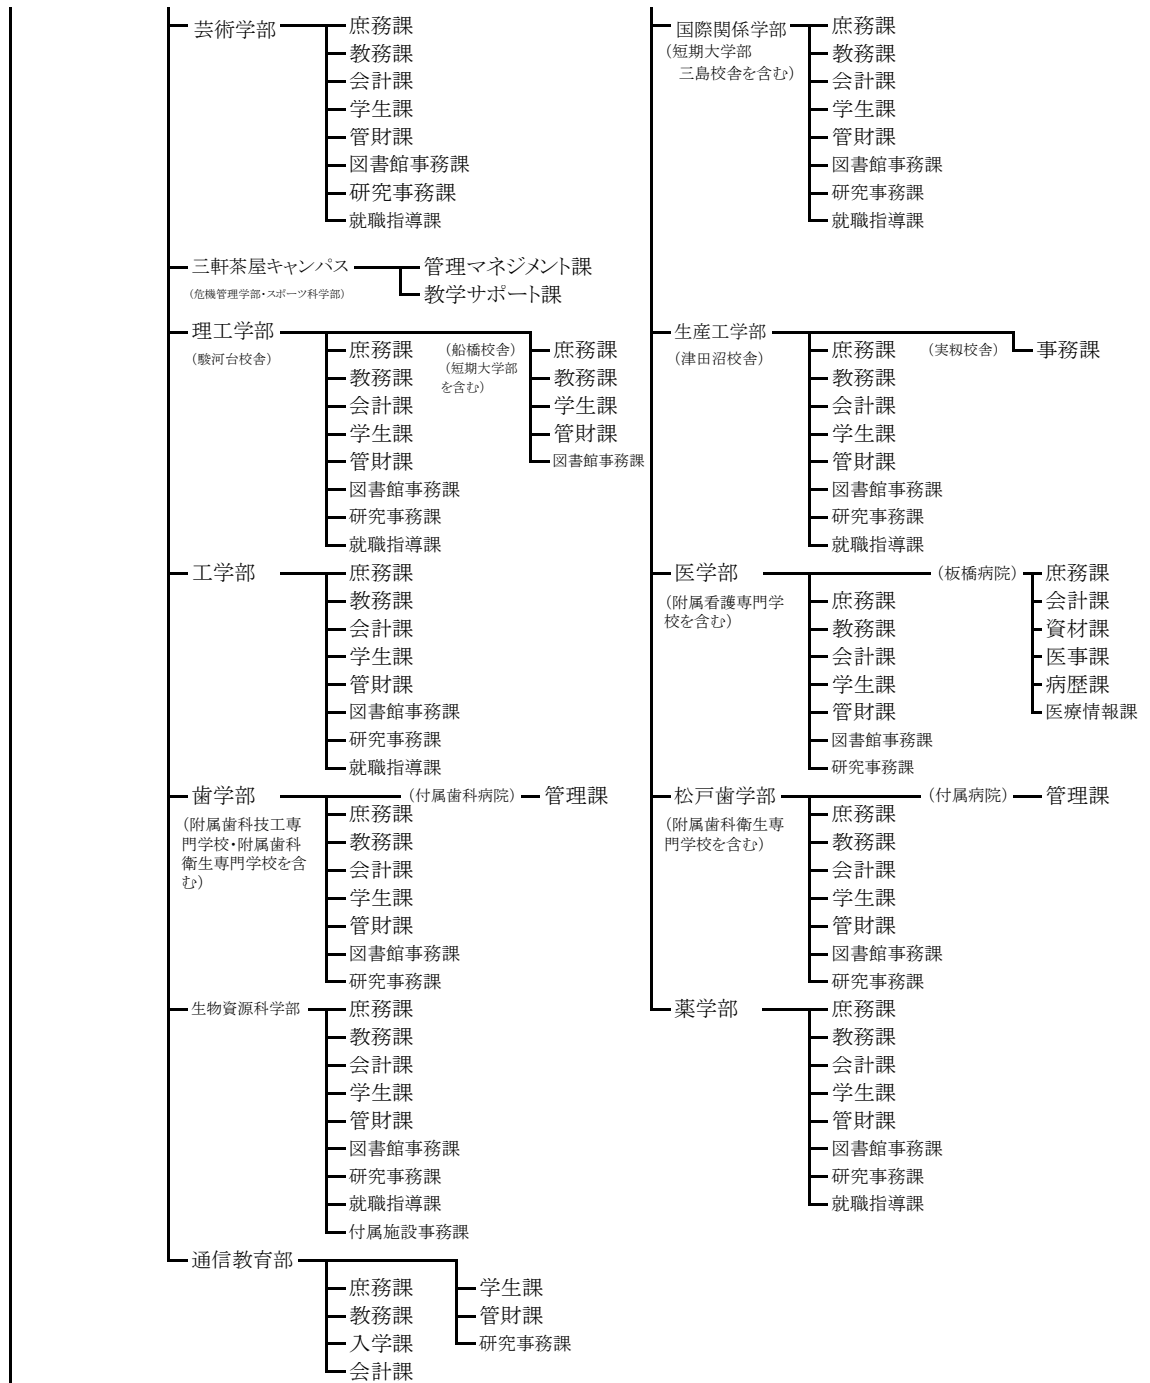 芸術学部
庶務課
教務課
会計課
学生課
管財課
図書館事務課
研究事務課
就職指導課
三軒茶屋キャンパス
（危機管理学部・スポーツ科学部）
管理マネジメント課
教学サポート課
理工学部
（駿河台校舎）
庶務課
教務課
会計課
学生課
管財課
図書館事務課
研究事務課
就職指導課
（船橋校舎）
（短期大学部
を含む）
庶務課
教務課
学生課
管財課
図書館事務課
工学部
庶務課
教務課
会計課
学生課
管財課
図書館事務課
研究事務課
就職指導課
歯学部
（附属歯科技工専
門学校・附属歯科
衛生専門学校を含
む）
（付属歯科病院）
管理課
庶務課
教務課
会計課
学生課
管財課
図書館事務課
研究事務課
生物資源科学部
庶務課
教務課
会計課
学生課
管財課
図書館事務課
研究事務課
就職指導課
付属施設事務課
通信教育部
庶務課
教務課
入学課
会計課
学生課
管財課
研究事務課
国際関係学部
（短期大学部
三島校舎を含む）
庶務課
教務課
会計課
学生課
管財課
図書館事務課
研究事務課
就職指導課
生産工学部
（津田沼校舎）
庶務課
教務課
会計課
学生課
管財課
図書館事務課
研究事務課
就職指導課
（実籾校舎）
事務課
医学部
（附属看護専門学
校を含む）
庶務課
教務課
会計課
学生課
管財課
図書館事務課
研究事務課
（板橋病院）
庶務課
会計課
資材課
医事課
病歴課
医療情報課
松戸歯学部
（附属歯科衛生専
門学校を含む）
（付属病院）
管理課
庶務課
教務課
会計課
学生課
管財課
図書館事務課
研究事務課
薬学部
庶務課
教務課
会計課
学生課
管財課
図書館事務課
研究事務課
就職指導課